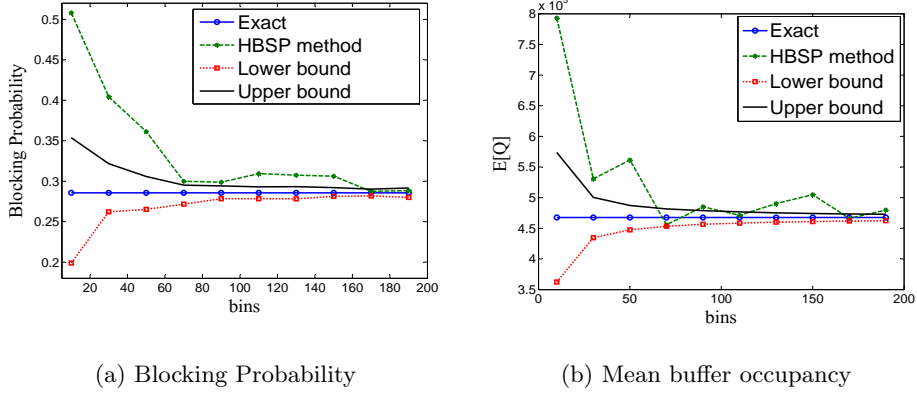 Exact
HBSP method
Lower bound
Upper bound
0.5
0.45
0.4
0.35
0.3
0.25
0.2
Blocking Probability
20 40 60 80 100 120 140 160 180 200
bins
(a) Blocking Probability
8
7.5
7
6.5
6
5.5
5
4.5
4
3.5
E[Q]
Exact
HBSP method
Lower bound
Upper bound
0 50 100 150 200
bins
(b) Mean buffer occupancy